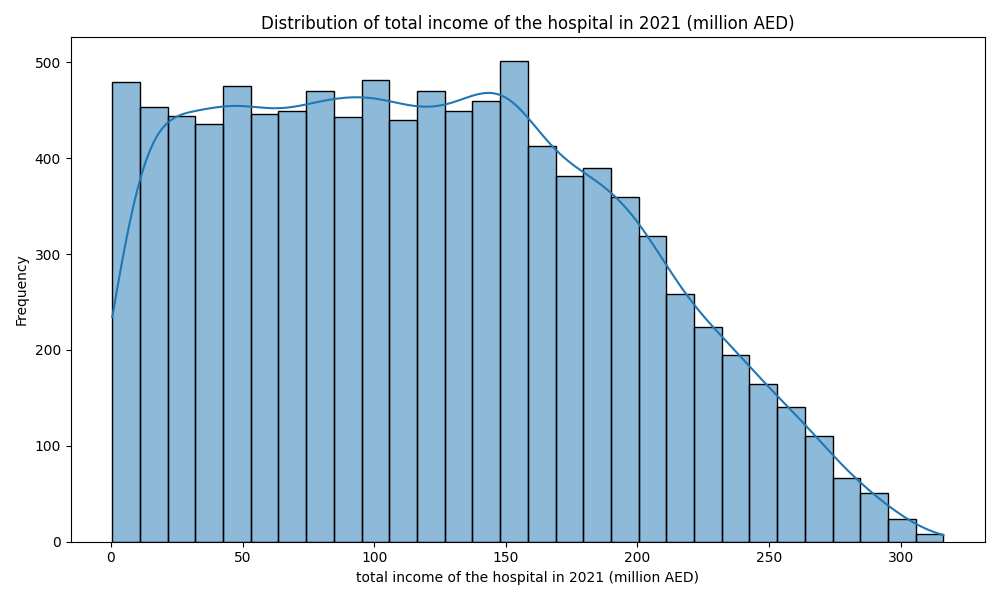 Distribution of total income of the hospital in 2021 (million AED)
500
400
300
200
100
0
Frequency
0 50 100 150 200 250 300
total income of the hospital in 2021 (million AED)